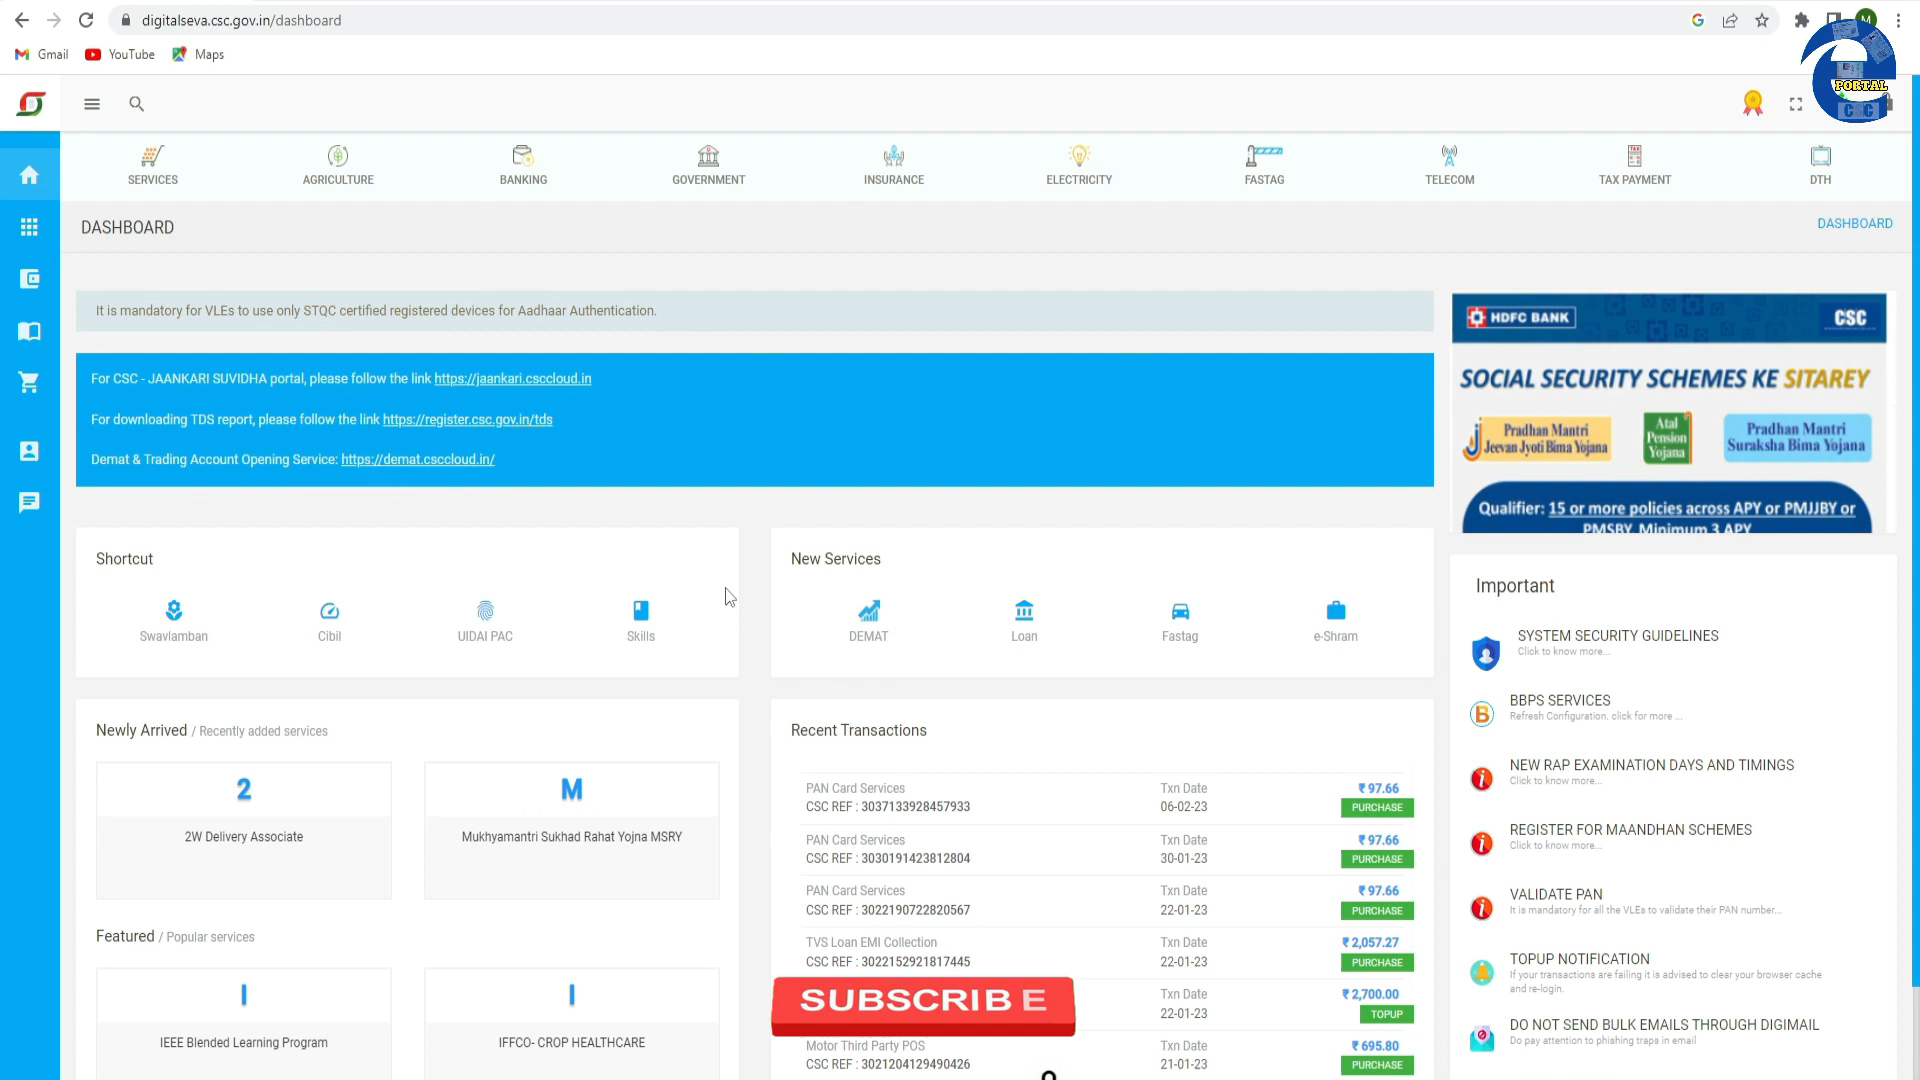 digitalseva.csc.gov.in/dashboard
Gmail
YouTube
Maps
M
PORTAL
CSC
SERVICES
AGRICULTURE
BANKING
GOVERNMENT
INSURANCE
ELECTRICITY
FASTAG
TELECOM
TAX PAYMENT
DTH
DASHBOARD
DASHBOARD
It is mandatory for VLEs to use only STQC certified registered devices for Aadhaar Authentication.
For CSC - JAANKARI SUVIDHA portal, please follow the link https://jaankari.csccloud.in
For downloading TDS report, please follow the link https://register.csc.gov.in/tds
Demat & Trading Account Opening Service: https://demat.csccloud.in/
HDFC BANK
CSC
SOCIAL SECURITY SCHEMES KE SITAREY
Pradhan Mantri
Jeevan Jyoti Bima Yojana
Atal
Pension
Yojana
Pradhan Mantri
Suraksha Bima Yojana
Qualifier: 15 or more policies across APY or PMJJBY or
PMSBY, Minimum 3 APY
Shortcut
Swavlamban
Cibil
UIDAI PAC
Skills
New Services
DEMAT
Loan
Fastag
e-Shram
Newly Arrived / Recently added services
2
2W Delivery Associate
M
Mukhyamantri Sukhad Rahat Yojna MSRY
Featured / Popular services
I
IEEE Blended Learning Program
I
IFFCO- CROP HEALTHCARE
Recent Transactions
PAN Card Services
CSC REF : 3037133928457933
Txn Date
06-02-23
₹ 97.66
PURCHASE
PAN Card Services
CSC REF : 3030191423812804
Txn Date
30-01-23
₹ 97.66
PURCHASE
PAN Card Services
CSC REF : 3022190722820567
Txn Date
22-01-23
₹ 97.66
PURCHASE
TVS Loan EMI Collection
CSC REF : 3022152921817445
Txn Date
22-01-23
₹ 2,057.27
PURCHASE
SUBSCRIBE
Txn Date
22-01-23
₹ 2,700.00
TOPUP
Motor Third Party POS
CSC REF : 3021204129490426
Txn Date
21-01-23
₹ 695.80
PURCHASE
Important
SYSTEM SECURITY GUIDELINES
Click to know more...
BBPS SERVICES
Refresh Configuration. click for more ...
NEW RAP EXAMINATION DAYS AND TIMINGS
Click to know more...
REGISTER FOR MAANDHAN SCHEMES
Click to know more...
VALIDATE PAN
It is mandatory for all the VLEs to validate their PAN number...
TOPUP NOTIFICATION
If your transactions are failing it is advised to clear your browser cache
and re-login.
DO NOT SEND BULK EMAILS THROUGH DIGIMAIL
Do pay attention to phishing traps in email